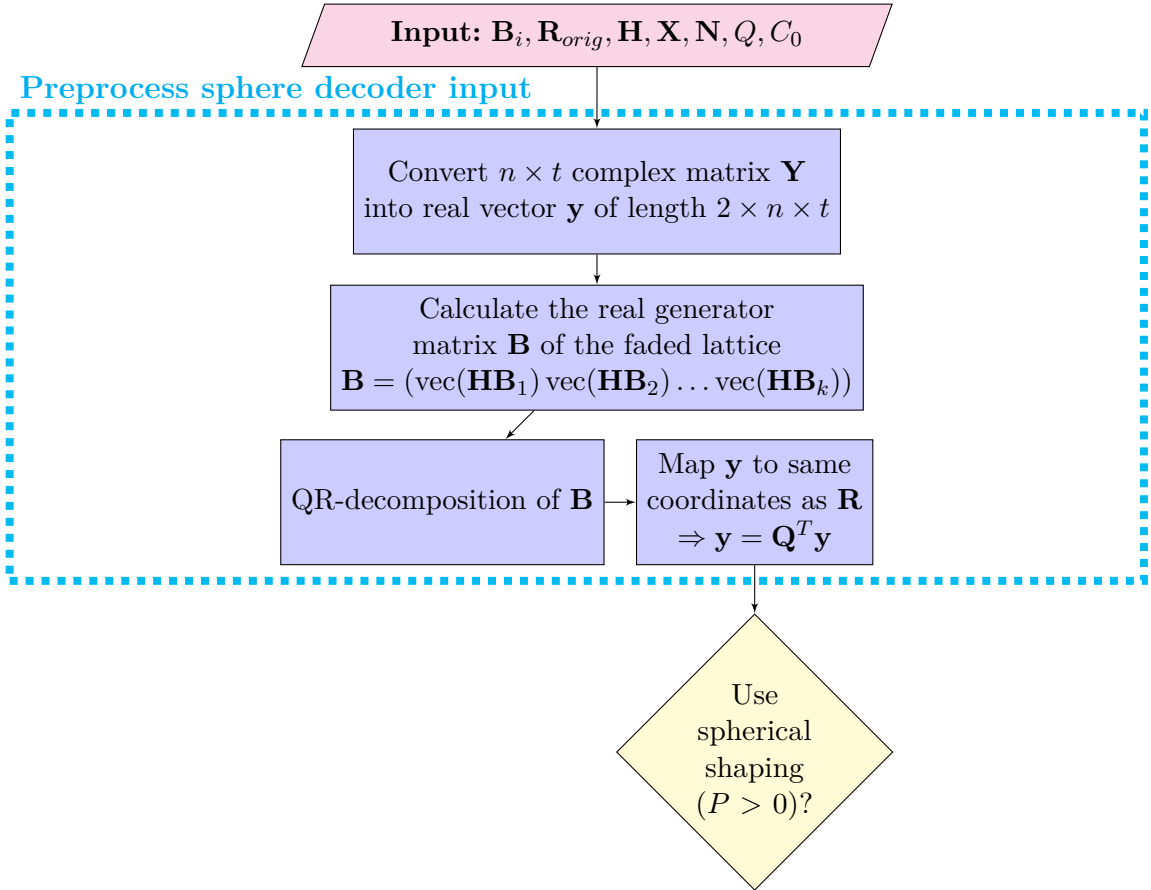 Input: B_i, R_orig, H, X, N, Q, C_0
Preprocess sphere decoder input
Convert n × t complex matrix Y
into real vector y of length 2 × n × t
Calculate the real generator
matrix B of the faded lattice
B = (vec(HB_1) vec(HB_2) … vec(HB_k))
QR-decomposition of B
Map y to same
coordinates as R
⇒ y = Q^T y
Use
spherical
shaping
(P > 0)?